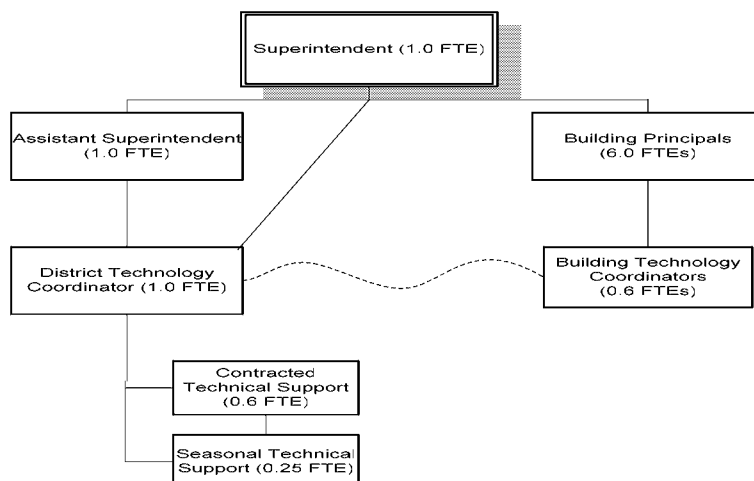 Superintendent (1.0 FTE)
Assistant Superintendent
(1.0 FTE)
Building Principals
(6.0 FTEs)
District Technology
Coordinator (1.0 FTE)
Building Technology
Coordinators
(0.6 FTEs)
Contracted
Technical Support
(0.6 FTE)
Seasonal Technical
Support (0.25 FTE)